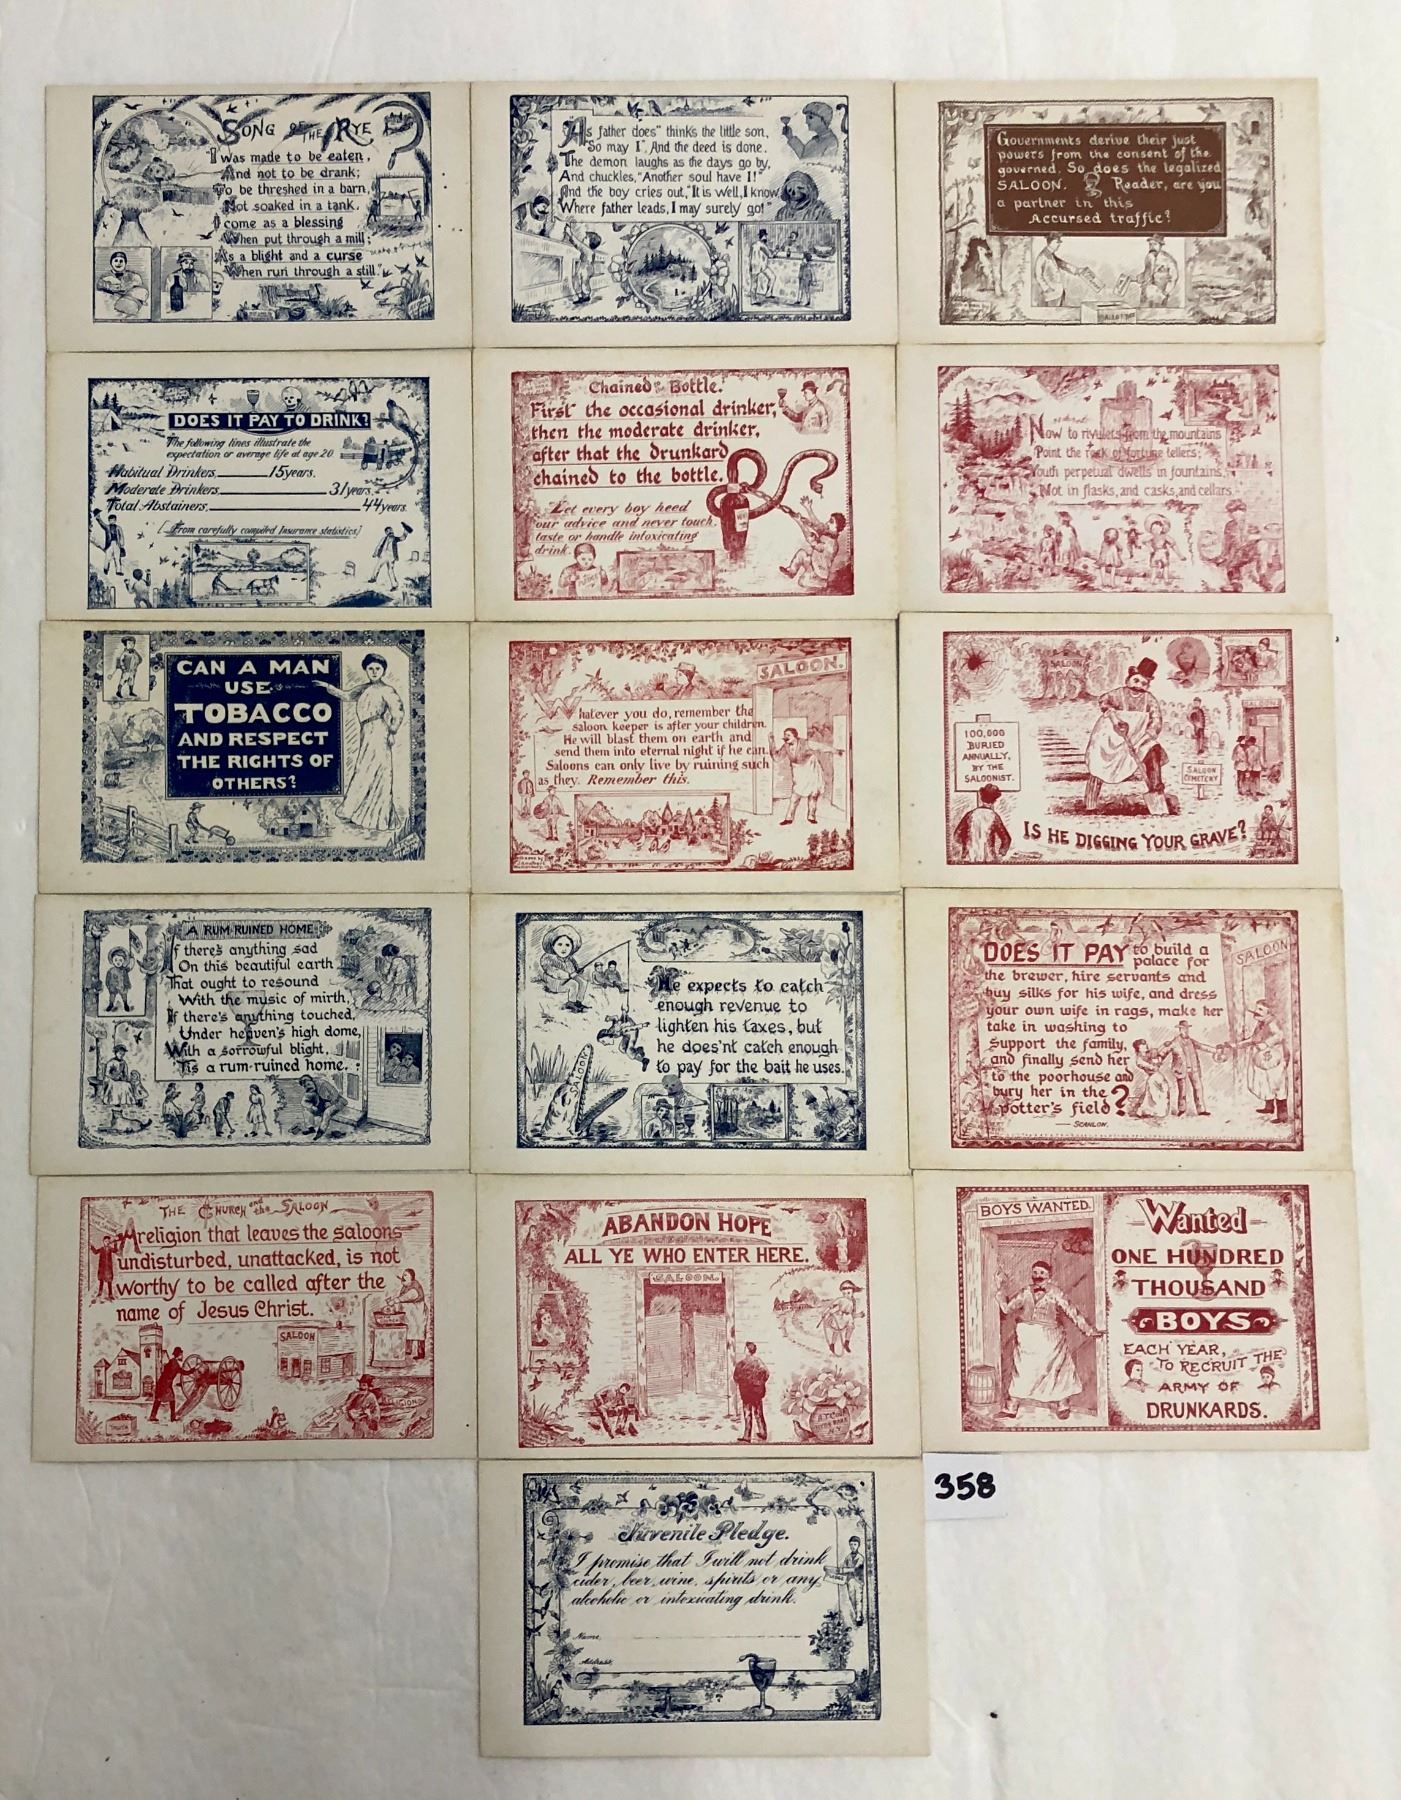 SONG OF THE RYE
I was made to be eaten,
And not to be drank;
To be threshed in a barn,
Not soaked in a tank.
I come as a blessing
When put through a mill;
As a blight and a curse
When run through a still."
As father does" thinks the little son,
"So may I". And the deed is done.
The demon laughs as the days go by,
And chuckles, "Another soul have I!"
And the boy cries out, "It is well, I know
Where father leads, I may surely go!"
Governments derive their just
powers from the consent of the
governed. So does the legalized
SALOON. Reader, are you
a partner in this
Accursed traffic?
DOES IT PAY TO DRINK?
The following lines illustrate the
expectation or average life at age 20
Habitual Drinkers 15 years.
Moderate Drinkers 31 years.
Total Abstainers 44 years.
[From carefully compiled Insurance statistics]
Chained to the Bottle.
First the occasional drinker,
then the moderate drinker,
after that the drunkard
chained to the bottle.
Let every boy heed
our advice and never touch,
taste or handle intoxicating
drink.
Now to rivulets from the mountains
Point the rock of fortune tellers;
Youth perpetual dwells in fountains,
Not in flasks, and casks, and cellars.
CAN A MAN
USE
TOBACCO
AND RESPECT
THE RIGHTS OF
OTHERS?
SALOON.
Whatever you do, remember the
saloon keeper is after your children.
He will blast them on earth and
send them into eternal night if he can.
Saloons can only live by ruining such
as they. Remember this.
SALOON
100,000
BURIED
ANNUALLY,
BY THE
SALOONIST.
SALOON
CEMETERY
IS HE DIGGING YOUR GRAVE?
A RUM-RUINED HOME
If there's anything sad
On this beautiful earth
That ought to resound
With the music of mirth,
If there's anything touched,
Under heaven's high dome,
With a sorrowful blight,
'Tis a rum-ruined home.
He expects to catch
enough revenue to
lighten his taxes, but
he does'nt catch enough
to pay for the bait he uses.
SALOON
DOES IT PAY to build a
palace for
the brewer, hire servants and
buy silks for his wife, and dress
your own wife in rags, make her
take in washing to
support the family,
and finally send her
to the poorhouse and
bury her in the
potter's field?
— SCANLON.
SALOON
THE CHURCH and the SALOON
A religion that leaves the saloons
undisturbed, unattacked, is not
worthy to be called after the
name of Jesus Christ.
SALOON
ABANDON HOPE
ALL YE WHO ENTER HERE.
SALOON.
BOYS WANTED.
Wanted
ONE HUNDRED
THOUSAND
BOYS
EACH YEAR,
TO RECRUIT THE
ARMY OF
DRUNKARDS.
358
Juvenile Pledge.
I promise that I will not drink
cider, beer, wine, spirits or any
alcoholic or intoxicating drink.
Name,
Address,